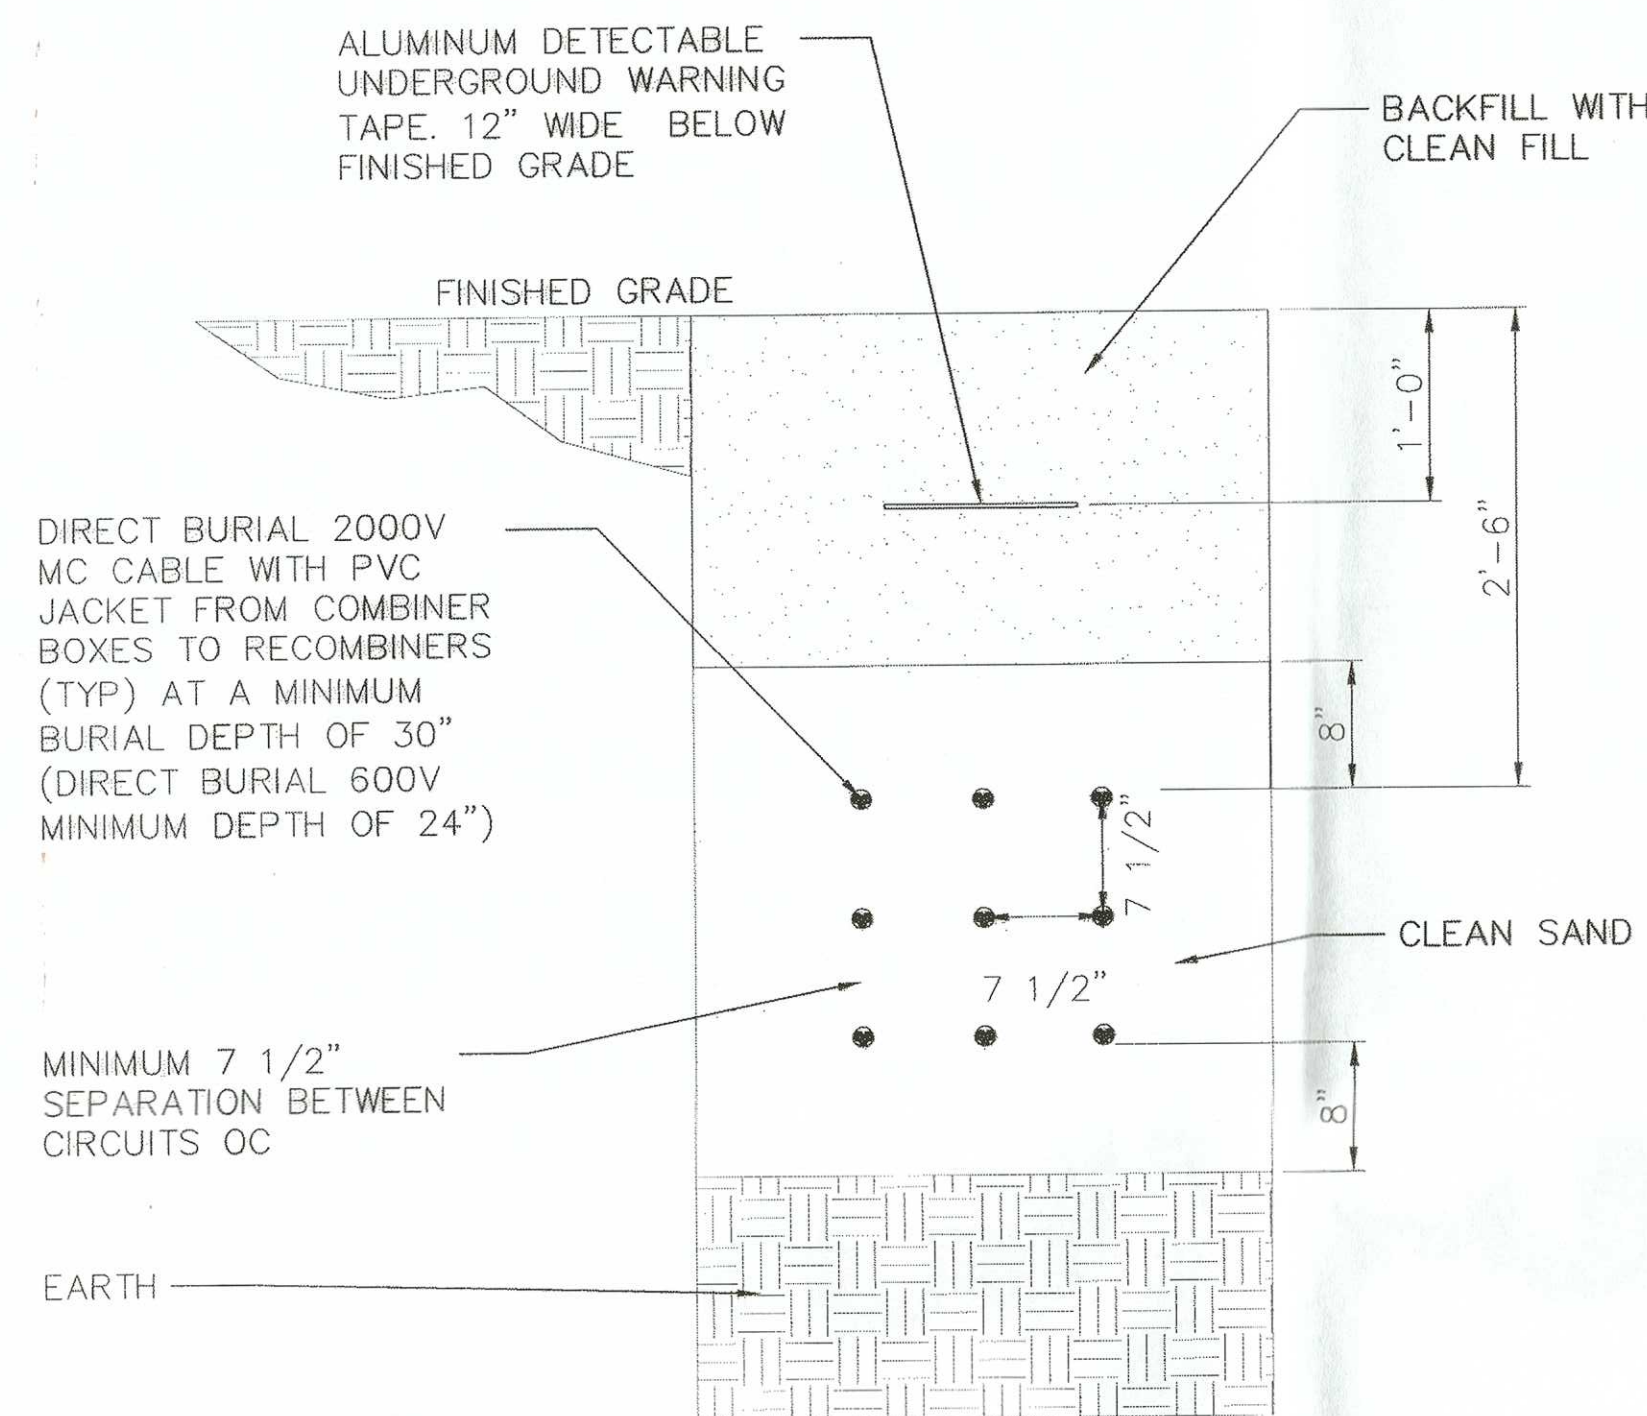 ALUMINUM DETECTABLE
UNDERGROUND WARNING
TAPE. 12" WIDE BELOW
FINISHED GRADE
BACKFILL WITH
CLEAN FILL
FINISHED GRADE
1'-0"
2'-6"
DIRECT BURIAL 2000V
MC CABLE WITH PVC
JACKET FROM COMBINER
BOXES TO RECOMBINERS
(TYP) AT A MINIMUM
BURIAL DEPTH OF 30"
(DIRECT BURIAL 600V
MINIMUM DEPTH OF 24")
8"
7 1/2"
CLEAN SAND
7 1/2"
MINIMUM 7 1/2"
SEPARATION BETWEEN
CIRCUITS OC
8"
EARTH